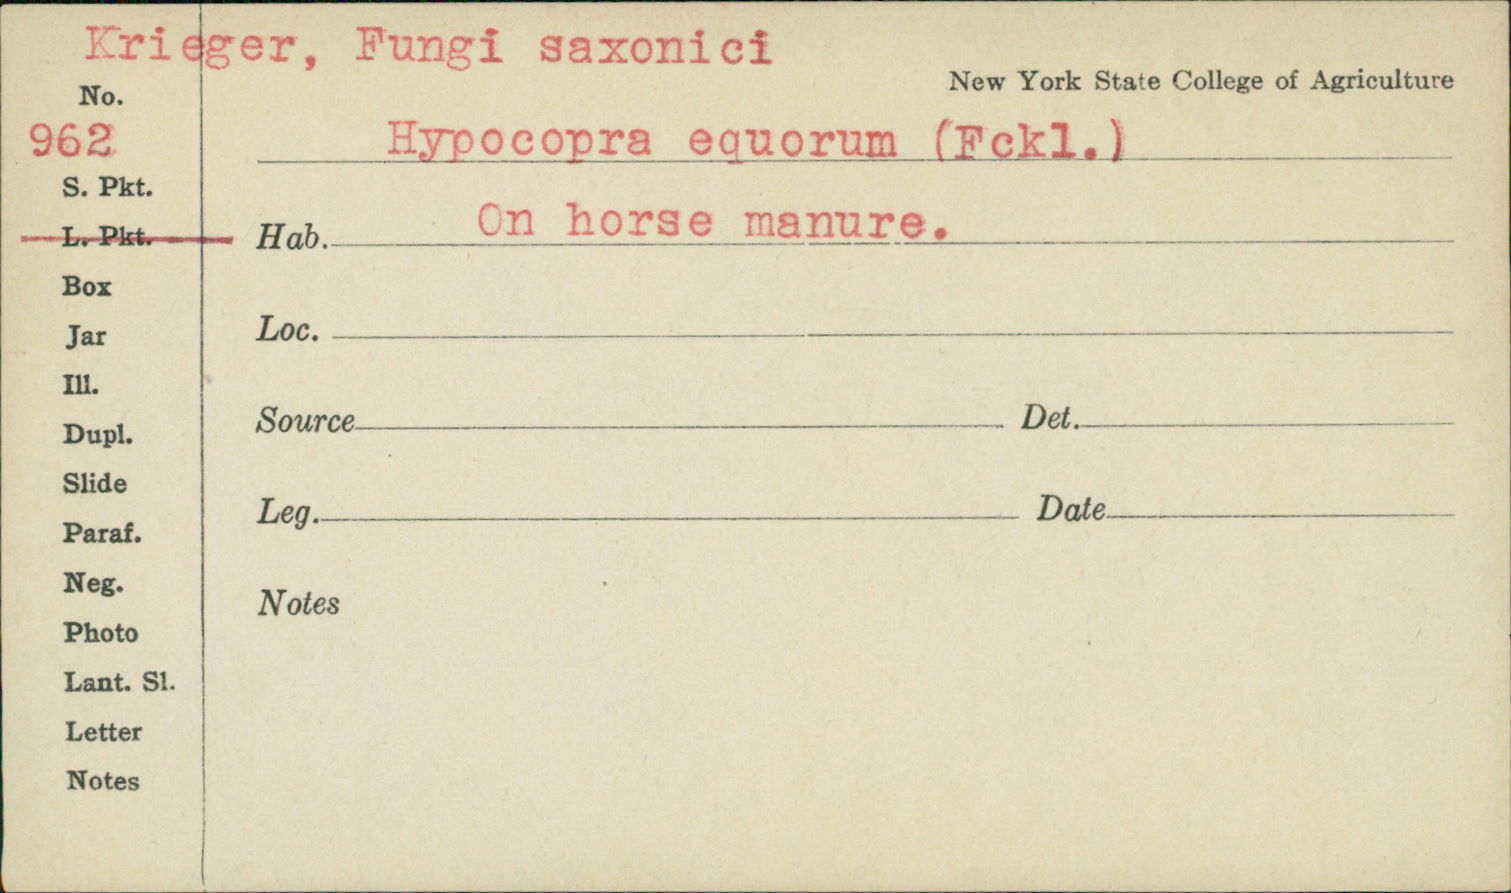 Krieger, Fungi saxonici
New York State College of Agriculture
No.
962
Hypocopra equorum (Fckl.)
S. Pkt.
L. Pkt.
Hab. On horse manure.
Box
Jar
Loc.
Ill.
Dupl.
Source Det.
Slide
Paraf.
Leg. Date
Neg.
Notes
Photo
Lant. Sl.
Letter
Notes